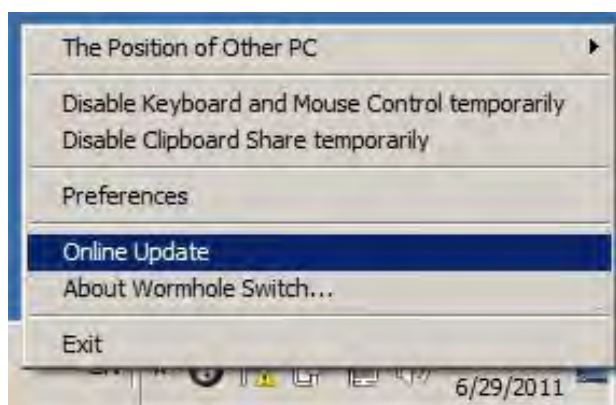 The Position of Other PC
Disable Keyboard and Mouse Control temporarily
Disable Clipboard Share temporarily
Preferences
Online Update
About Wormhole Switch...
Exit
6/29/2011